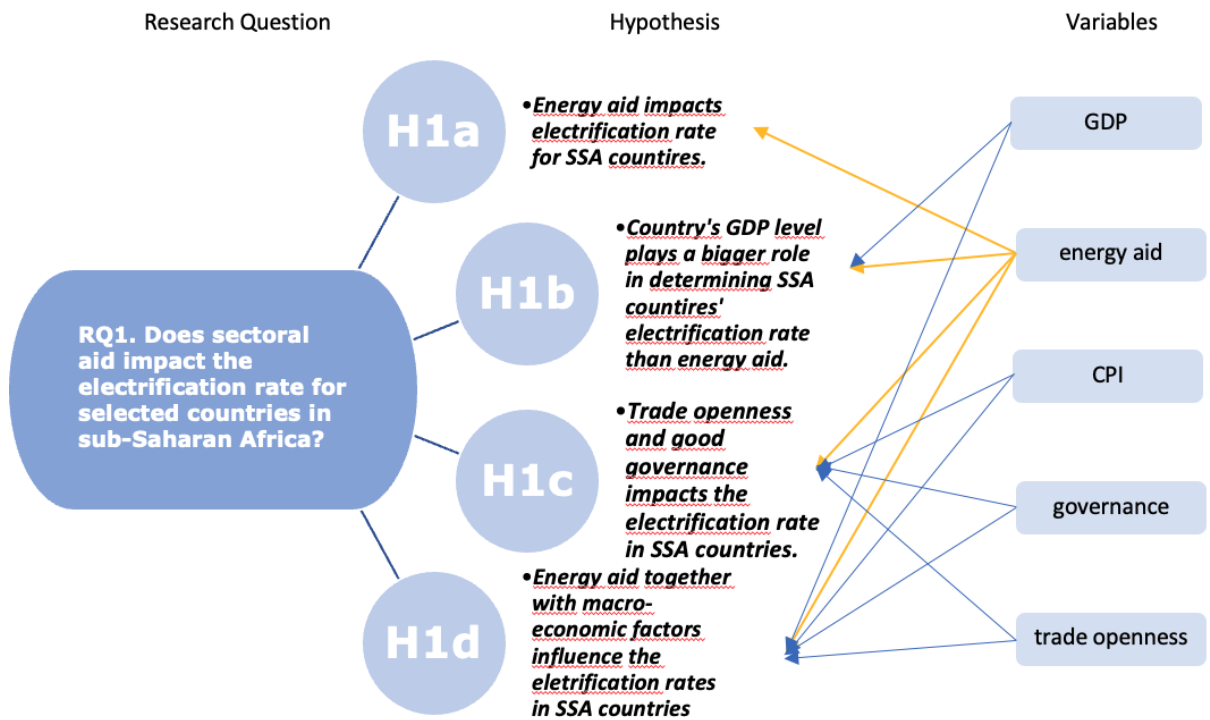 Research Question
Hypothesis
Variables
H1a
•Energy aid impacts
electrification rate
for SSA countires.
H1b
•Country's GDP level
plays a bigger role
in determining SSA
countires'
electrification rate
than energy aid.
RQ1. Does sectoral
aid impact the
electrification rate for
selected countries in
sub-Saharan Africa?
H1c
•Trade openness
and good
governance
impacts the
electrification rate
in SSA countries.
H1d
•Energy aid together
with macro-
economic factors
influence the
eletrification rates
in SSA countries
GDP
energy aid
CPI
governance
trade openness